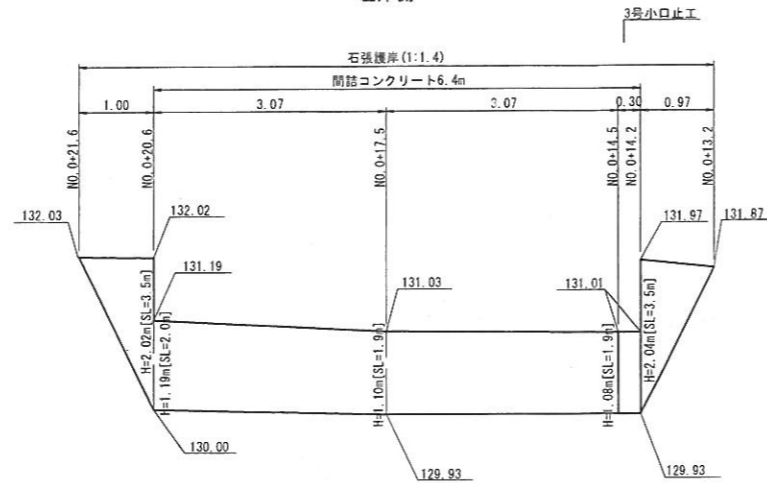 3号小口止工
石張護岸(1:1.4)
間詰コンクリート6.4m
1.00
3.07
3.07
0.30
0.97
NO.0+21.6
NO.0+20.6
NO.0+17.5
NO.0+14.5
NO.0+14.2
NO.0+13.2
132.03
132.02
131.97
131.87
131.19
131.03
131.01
H=2.02m[SL=3.5m]
H=1.19m[SL=2.0m]
H=1.10m[SL=1.9m]
H=1.08m[SL=1.9m]
H=2.04m[SL=3.5m]
130.00
129.93
129.93